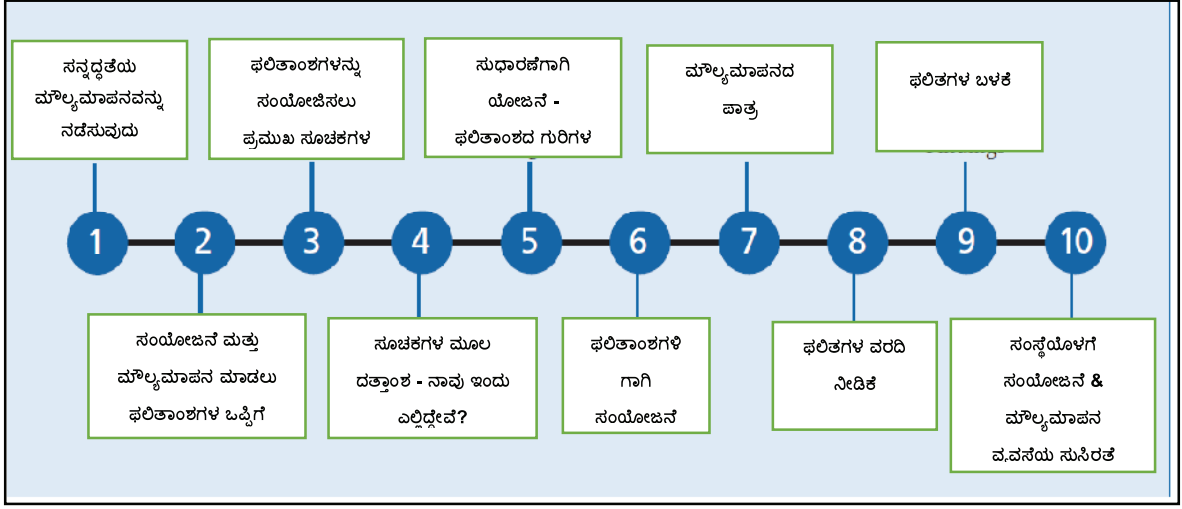 ಸನ್ನದ್ಧತೆಯ
ಮೌಲ್ಯಮಾಪನವನ್ನು
ನಡೆಸುವುದು
ಫಲಿತಾಂಶಗಳನ್ನು
ಸಂಯೋಜಿಸಲು
ಪ್ರಮುಖ ಸೂಚಕಗಳ
ಸುಧಾರಣೆಗಾಗಿ
ಯೋಜನೆ -
ಫಲಿತಾಂಶದ ಗುರಿಗಳ
ಮೌಲ್ಯಮಾಪನದ
ಪಾತ್ರ
ಫಲಿತಗಳ ಬಳಕೆ
1 2 3 4 5 6 7 8 9 10
ಸಂಯೋಜನೆ ಮತ್ತು
ಮೌಲ್ಯಮಾಪನ ಮಾಡಲು
ಫಲಿತಾಂಶಗಳ ಒಪ್ಪಿಗೆ
ಸೂಚಕಗಳ ಮೂಲ
ದತ್ತಾಂಶ - ನಾವು ಇಂದು
ಎಲ್ಲಿದ್ದೇವೆ?
ಫಲಿತಾಂಶಗಳಿ
ಗಾಗಿ
ಸಂಯೋಜನೆ
ಫಲಿತಗಳ ವರದಿ
ನೀಡಿಕೆ
ಸಂಸ್ಥೆಯೊಳಗೆ
ಸಂಯೋಜನೆ &
ಮೌಲ್ಯಮಾಪನ
ವ್ಯವಸ್ಥೆಯ ಸುಸ್ಥಿರತೆ